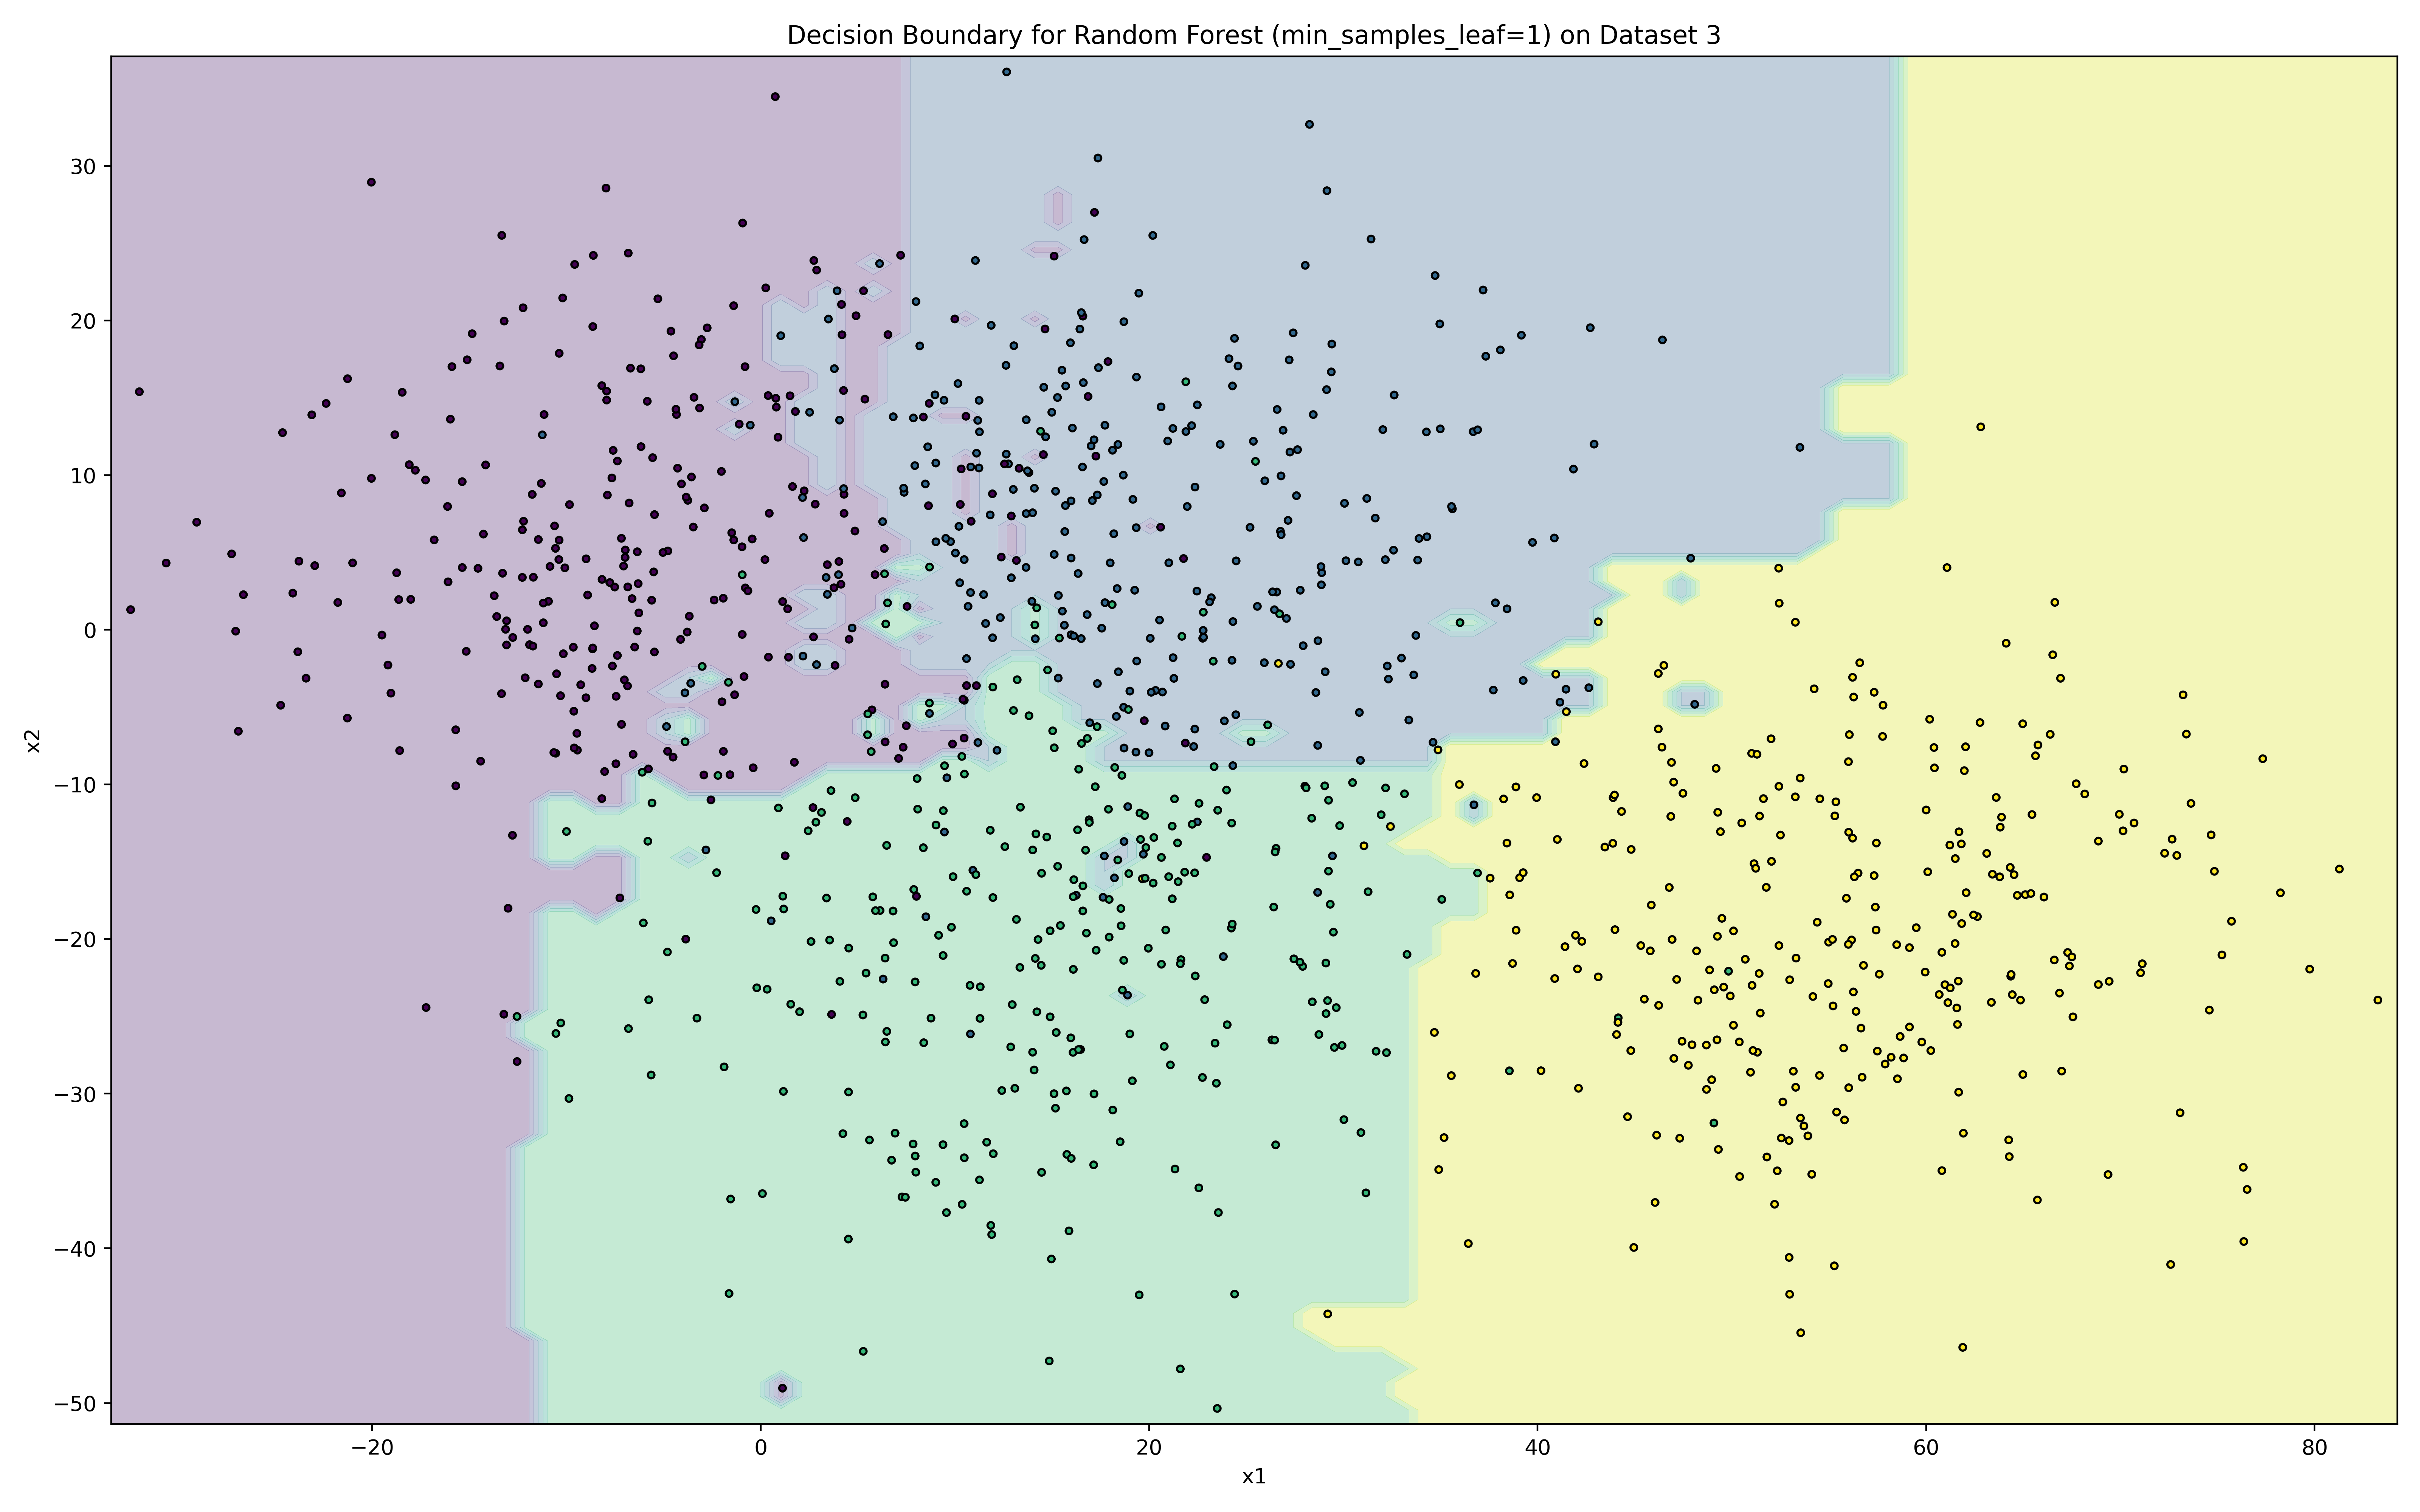 Decision Boundary for Random Forest (min_samples_leaf=1) on Dataset 3
30
20
10
0
−10
−20
−30
−40
−50
x2
−20 0 20 40 60 80
x1